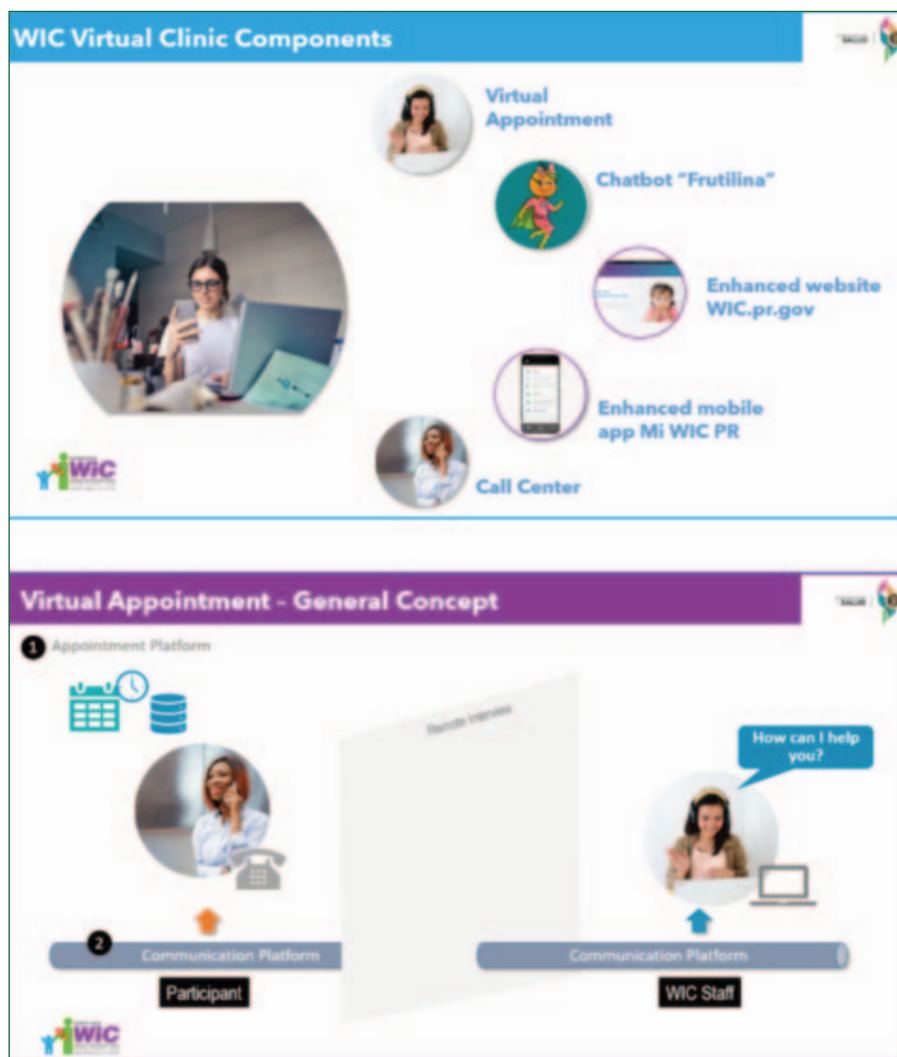 WIC Virtual Clinic Components
SALUD
Virtual
Appointment
Chatbot "Frutilina"
Enhanced website
WIC.pr.gov
Enhanced mobile
app Mi WIC PR
Call Center
WIC
Virtual Appointment - General Concept
SALUD
1 Appointment Platform
Remote Interview
How can I help
you?
2
Communication Platform
Communication Platform
Participant
WIC Staff
WIC